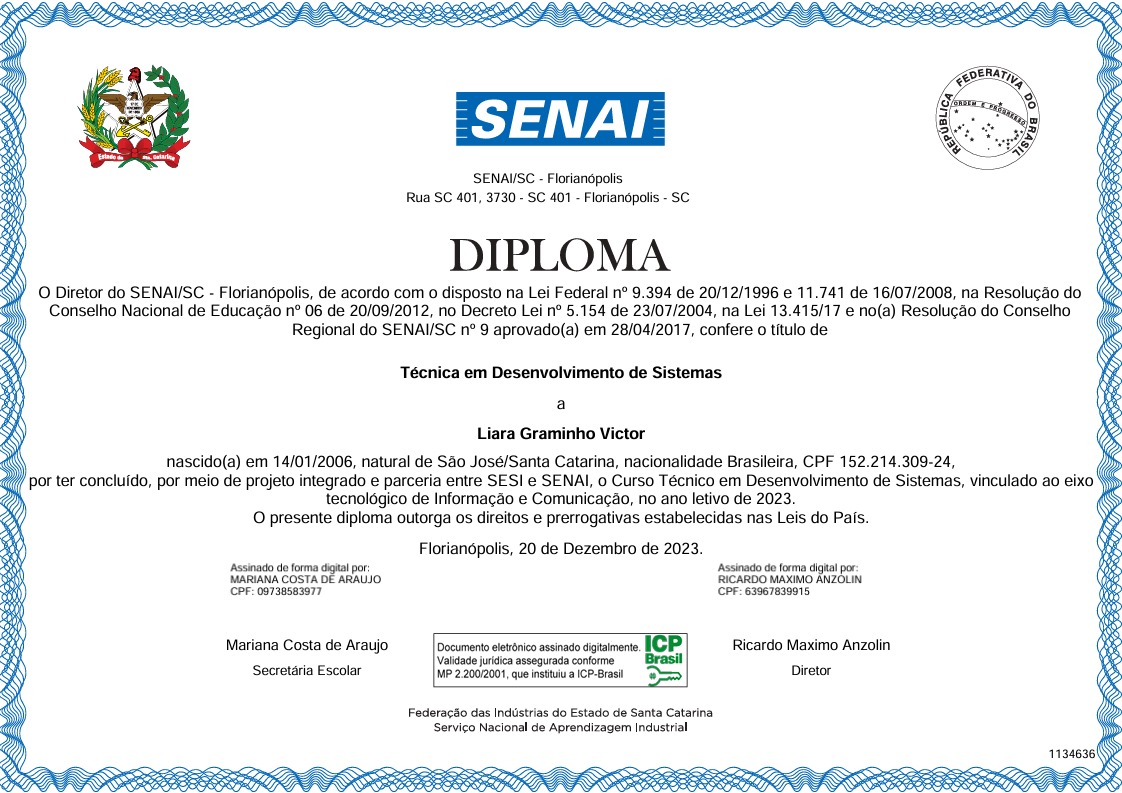 Estado de Sta. Catarina
SENAI
REPÚBLICA FEDERATIVA DO BRASIL
ORDEM E PROGRESSO
SENAI/SC - Florianópolis
Rua SC 401, 3730 - SC 401 - Florianópolis - SC
DIPLOMA
O Diretor do SENAI/SC - Florianópolis, de acordo com o disposto na Lei Federal nº 9.394 de 20/12/1996 e 11.741 de 16/07/2008, na Resolução do
Conselho Nacional de Educação nº 06 de 20/09/2012, no Decreto Lei nº 5.154 de 23/07/2004, na Lei 13.415/17 e no(a) Resolução do Conselho
Regional do SENAI/SC nº 9 aprovado(a) em 28/04/2017, confere o título de
Técnica em Desenvolvimento de Sistemas
a
Liara Graminho Victor
nascido(a) em 14/01/2006, natural de São José/Santa Catarina, nacionalidade Brasileira, CPF 152.214.309-24,
por ter concluído, por meio de projeto integrado e parceria entre SESI e SENAI, o Curso Técnico em Desenvolvimento de Sistemas, vinculado ao eixo
tecnológico de Informação e Comunicação, no ano letivo de 2023.
O presente diploma outorga os direitos e prerrogativas estabelecidas nas Leis do País.
Florianópolis, 20 de Dezembro de 2023.
Assinado de forma digital por:
MARIANA COSTA DE ARAUJO
CPF: 09738583977
Assinado de forma digital por:
RICARDO MAXIMO ANZOLIN
CPF: 63967839915
Mariana Costa de Araujo
Secretária Escolar
Documento eletrônico assinado digitalmente.
Validade jurídica assegurada conforme
MP 2.200/2001, que instituiu a ICP-Brasil
ICP
Brasil
Ricardo Maximo Anzolin
Diretor
Federação das Indústrias do Estado de Santa Catarina
Serviço Nacional de Aprendizagem Industrial
1134636